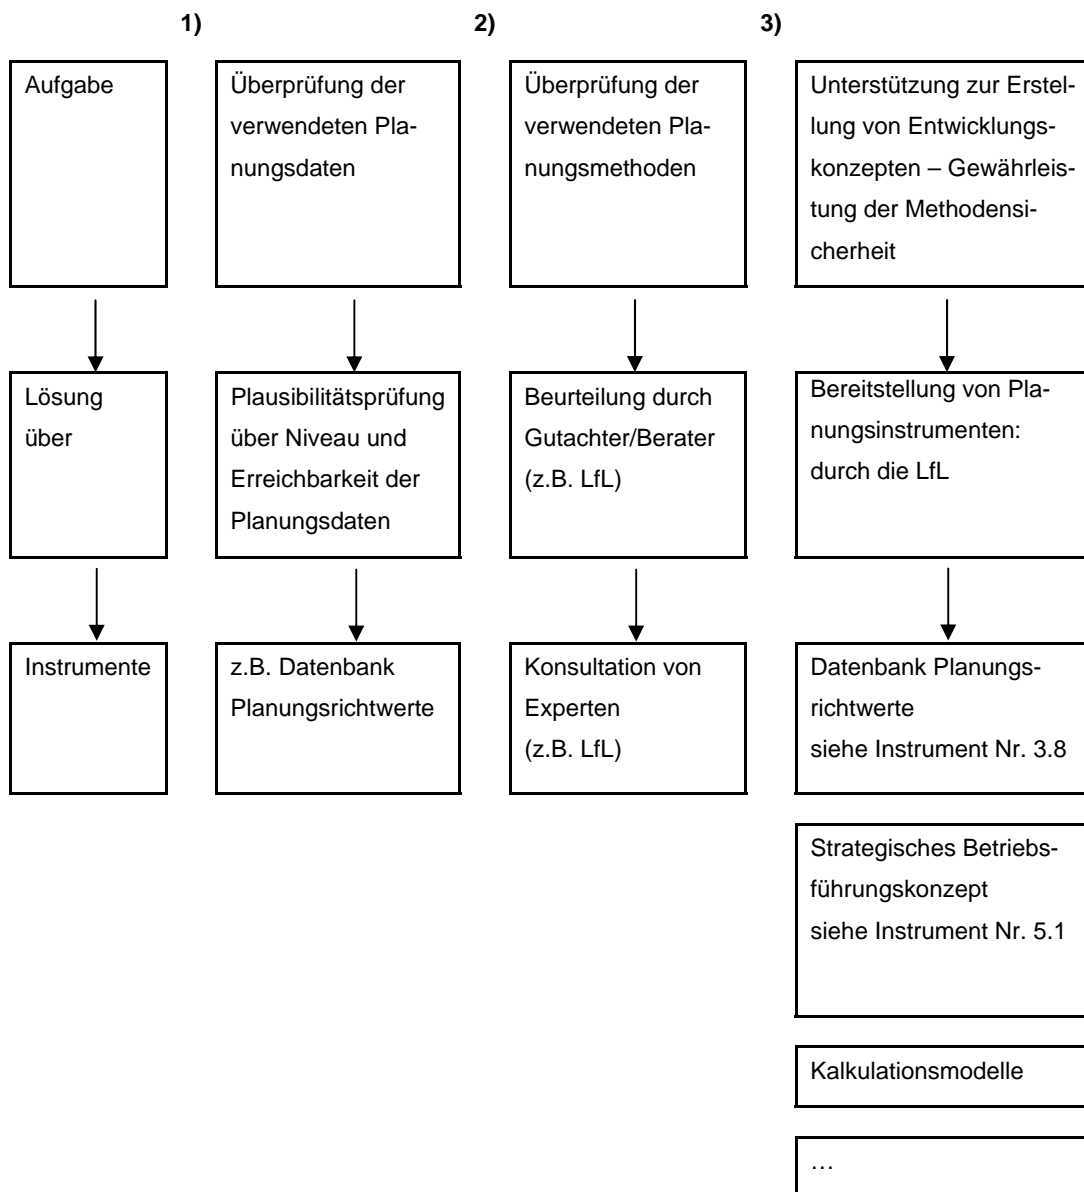 1)
2)
3)
Aufgabe
Überprüfung der
verwendeten Pla-
nungsdaten
Überprüfung der
verwendeten Pla-
nungsmethoden
Unterstützung zur Erstel-
lung von Entwicklungs-
konzepten – Gewährleis-
tung der Methodensi-
cherheit
Lösung
über
Plausibilitätsprüfung
über Niveau und
Erreichbarkeit der
Planungsdaten
Beurteilung durch
Gutachter/Berater
(z.B. LfL)
Bereitstellung von Pla-
nungsinstrumenten:
durch die LfL
Instrumente
z.B. Datenbank
Planungsrichtwerte
Konsultation von
Experten
(z.B. LfL)
Datenbank Planungs-
richtwerte
siehe Instrument Nr. 3.8
Strategisches Betriebs-
führungskonzept
siehe Instrument Nr. 5.1
Kalkulationsmodelle
…